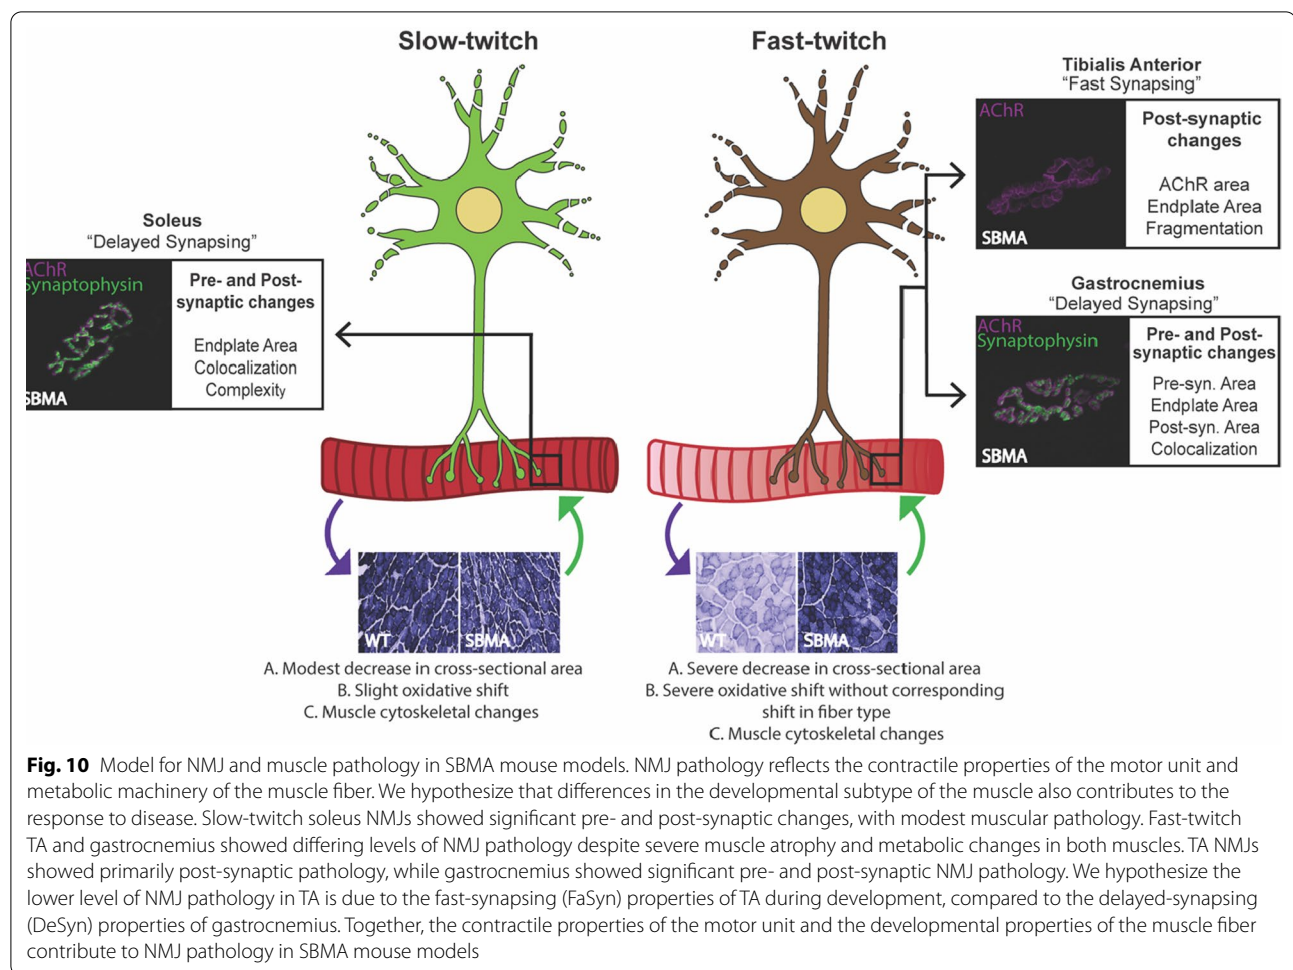 Slow-twitch
Fast-twitch
Soleus
"Delayed Synapsing"
AChR
Synaptophysin
SBMA
Pre- and Post-
synaptic changes
Endplate Area
Colocalization
Complexity
Tibialis Anterior
"Fast Synapsing"
AChR
SBMA
Post-synaptic
changes
AChR area
Endplate Area
Fragmentation
Gastrocnemius
"Delayed Synapsing"
AChR
Synaptophysin
SBMA
Pre- and Post-
synaptic changes
Pre-syn. Area
Endplate Area
Post-syn. Area
Colocalization
WT
SBMA
A. Modest decrease in cross-sectional area
B. Slight oxidative shift
C. Muscle cytoskeletal changes
WT
SBMA
A. Severe decrease in cross-sectional area
B. Severe oxidative shift without corresponding
shift in fiber type
C. Muscle cytoskeletal changes
Fig. 10 Model for NMJ and muscle pathology in SBMA mouse models. NMJ pathology reflects the contractile properties of the motor unit and
metabolic machinery of the muscle fiber. We hypothesize that differences in the developmental subtype of the muscle also contributes to the
response to disease. Slow-twitch soleus NMJs showed significant pre- and post-synaptic changes, with modest muscular pathology. Fast-twitch
TA and gastrocnemius showed differing levels of NMJ pathology despite severe muscle atrophy and metabolic changes in both muscles. TA NMJs
showed primarily post-synaptic pathology, while gastrocnemius showed significant pre- and post-synaptic NMJ pathology. We hypothesize the
lower level of NMJ pathology in TA is due to the fast-synapsing (FaSyn) properties of TA during development, compared to the delayed-synapsing
(DeSyn) properties of gastrocnemius. Together, the contractile properties of the motor unit and the developmental properties of the muscle fiber
contribute to NMJ pathology in SBMA mouse models